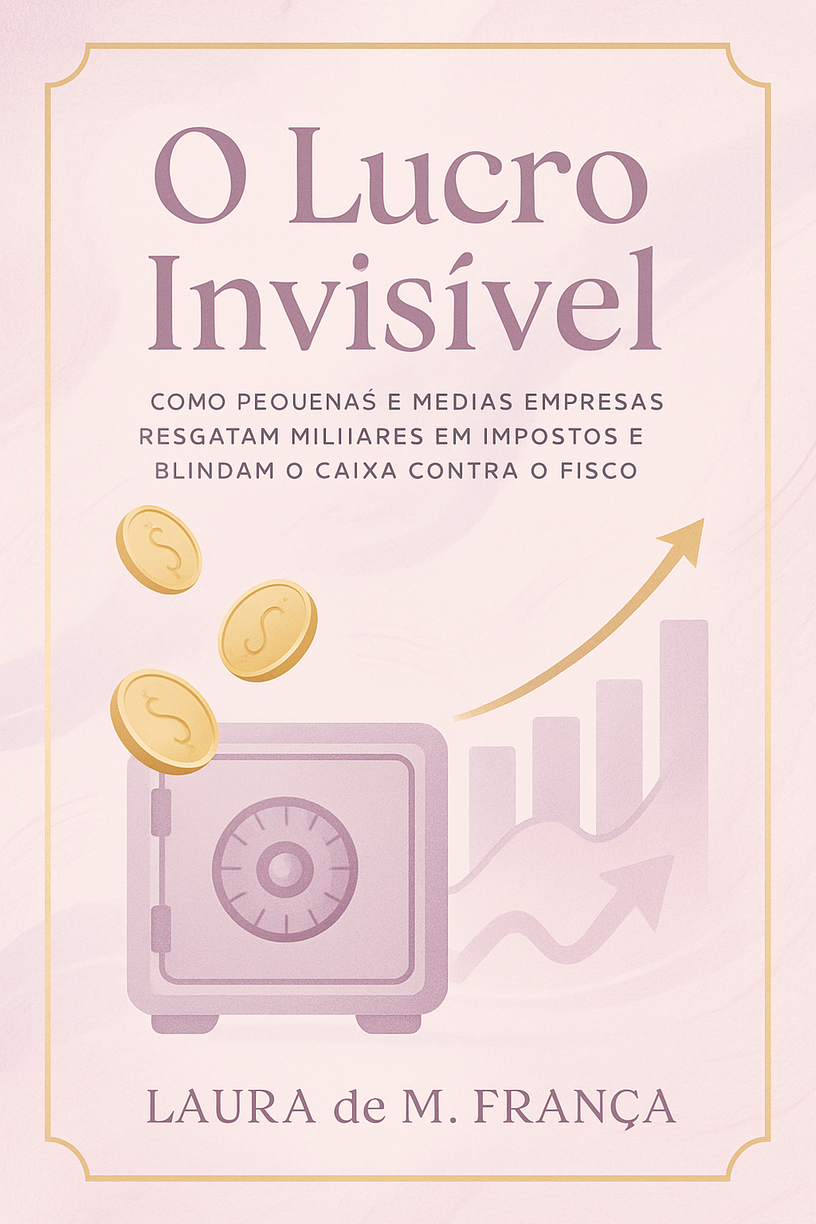 O Lucro
Invisível
COMO PEOUENAŚ E MEDIAS EMPRESAS
RESGATAM MILIIARES EM IMPOSTOS E
BLINDAM O CAIXA CONTRA O FISCO
LAURA de M. FRANÇA